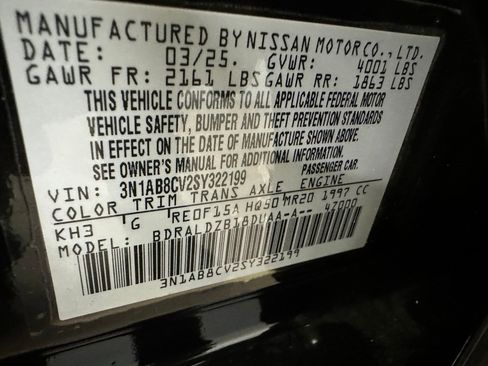 MANUFACTURED BY NISSAN MOTOR CO., LTD.
DATE: 03/25. GVWR: 4001 LBS
GAWR FR: 2161 LBS GAWR RR: 1863 LBS
THIS VEHICLE CONFORMS TO ALL APPLICABLE FEDERAL MOTOR
VEHICLE SAFETY, BUMPER AND THEFT PREVENTION STANDARDS
IN EFFECT ON THE DATE OF MANUFACTURE SHOWN ABOVE.
SEE OWNER'S MANUAL FOR ADDITIONAL INFORMATION.
VIN: 3N1AB8CV2SY322199 PASSENGER CAR
COLOR TRIM TRANS AXLE ENGINE
KH3 G RE0F15A HQ50 MR20 1997 CC
MODEL: BDRALDZB18DUAA-A-- 47000
3N1AB8CV2SY322199